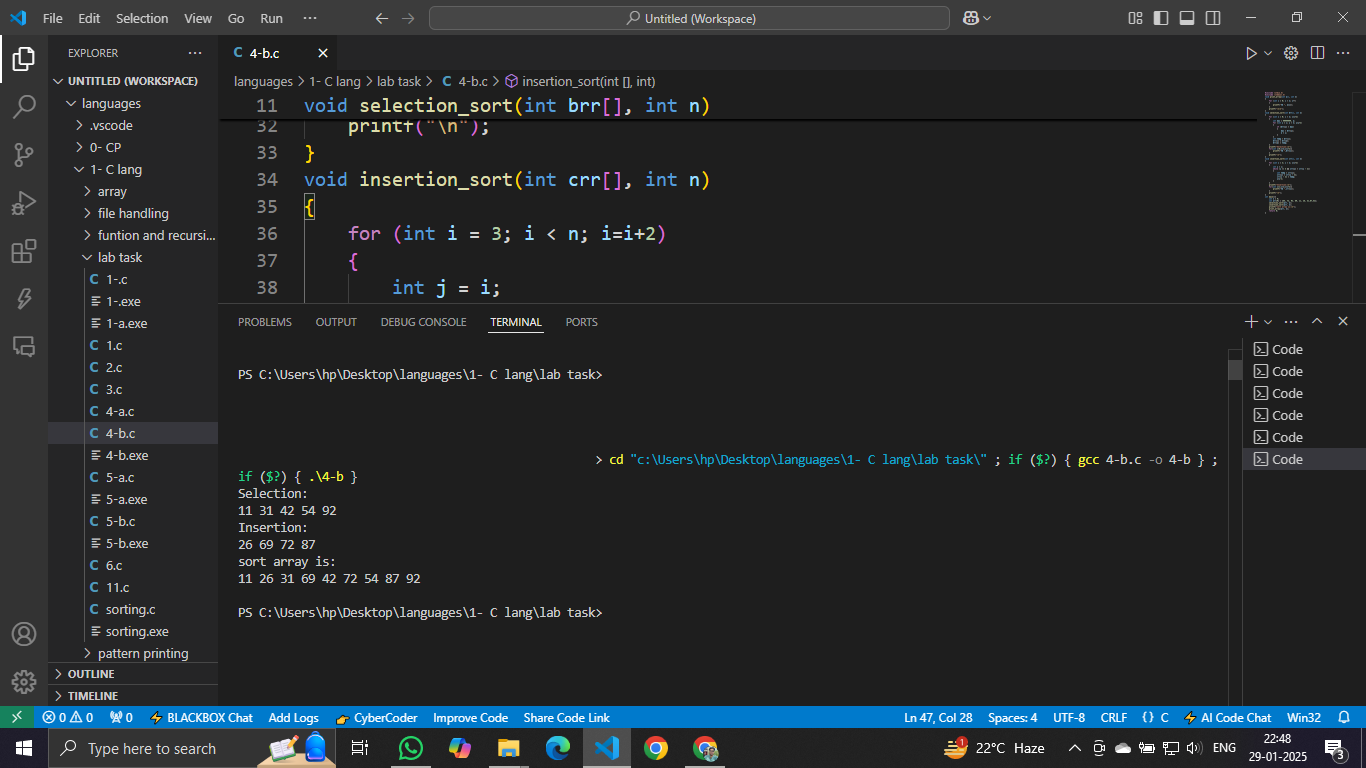 File Edit Selection View Go Run ··· Untitled (Workspace)
EXPLORER ···
UNTITLED (WORKSPACE)
languages
.vscode
0- CP
1- C lang
array
file handling
funtion and recursi...
lab task
C 1-.c
1-.exe
1-a.exe
C 1.c
C 2.c
C 3.c
C 4-a.c
C 4-b.c
4-b.exe
C 5-a.c
5-a.exe
C 5-b.c
5-b.exe
C 6.c
C 11.c
C sorting.c
sorting.exe
pattern printing
OUTLINE
TIMELINE
C 4-b.c
languages > 1- C lang > lab task > C 4-b.c > insertion_sort(int [], int)
11 void selection_sort(int brr[], int n)
32 printf("\n");
33 }
34 void insertion_sort(int crr[], int n)
35 {
36 for (int i = 3; i < n; i=i+2)
37 {
38 int j = i;
PROBLEMS OUTPUT DEBUG CONSOLE TERMINAL PORTS
PS C:\Users\hp\Desktop\languages\1- C lang\lab task>
> cd "c:\Users\hp\Desktop\languages\1- C lang\lab task\" ; if ($?) { gcc 4-b.c -o 4-b } ;
if ($?) { .\4-b }
Selection:
11 31 42 54 92
Insertion:
26 69 72 87
sort array is:
11 26 31 69 42 72 54 87 92
PS C:\Users\hp\Desktop\languages\1- C lang\lab task>
Code
Code
Code
Code
Code
Code
0 0 0 BLACKBOX Chat Add Logs CyberCoder Improve Code Share Code Link Ln 47, Col 28 Spaces: 4 UTF-8 CRLF {} C AI Code Chat Win32
Type here to search
1 22°C Haze ENG
22:48
29-01-2025
3